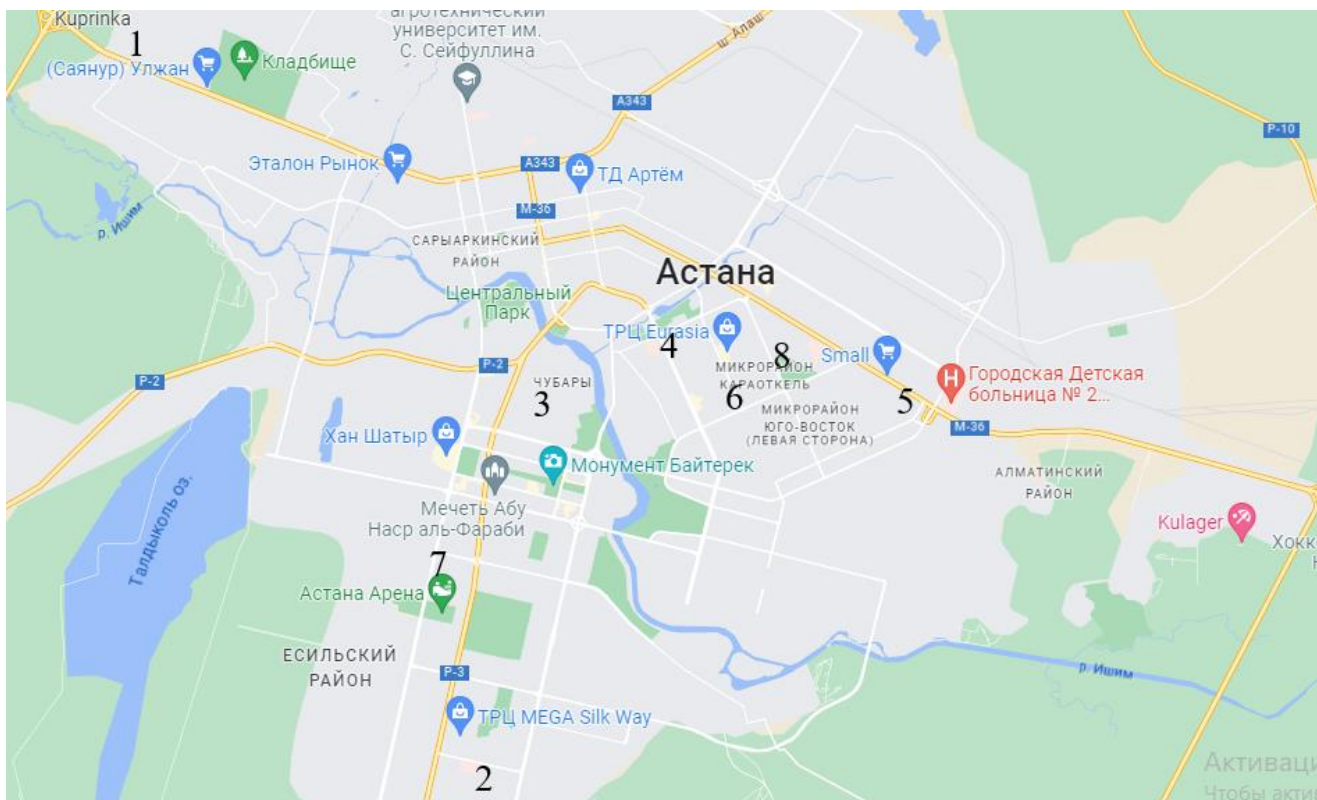 Kuprinka
1
(Саянур) Улжан
Кладбище
агротехнический
университет им.
С. Сейфуллина
ш. Алаш
A343
P-10
Эталон Рынок
A343
ТД Артём
р. Ишим
М-36
САРЫАРКИНСКИЙ
РАЙОН
Астана
Центральный
Парк
ТРЦ Eurasia
4
8
Small
P-2
P-2
ЧУБАРЫ
3
МИКРОРАЙОН
КАРАОТКЕЛЬ
6
5
Городская Детская
больница № 2...
МИКРОРАЙОН
ЮГО-ВОСТОК
(ЛЕВАЯ СТОРОНА)
М-36
Хан Шатыр
Монумент Байтерек
АЛМАТИНСКИЙ
РАЙОН
Талдыколь оз.
Мечеть Абу
Наср аль-Фараби
Kulager
Хокк
7
Астана Арена
ЕСИЛЬСКИЙ
РАЙОН
P-3
р. Ишим
ТРЦ MEGA Silk Way
2
Активаци
Чтобы акти